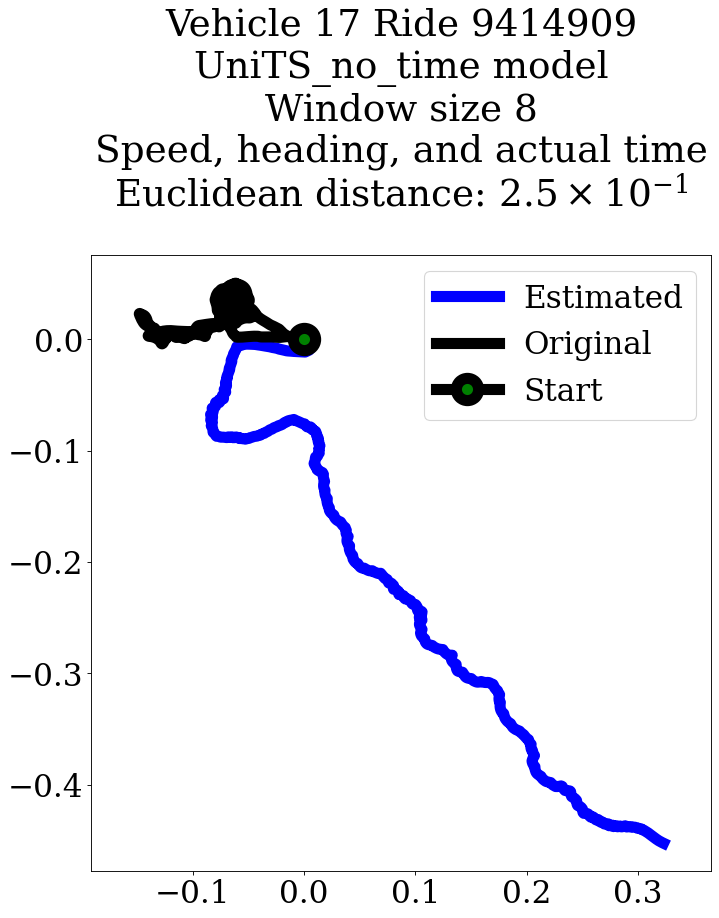 Vehicle 17 Ride 9414909
UniTS_no_time model
Window size 8
Speed, heading, and actual time
Euclidean distance: 2.5 × 10⁻¹
Estimated
Original
Start
0.0
−0.1
−0.2
−0.3
−0.4
−0.1 0.0 0.1 0.2 0.3